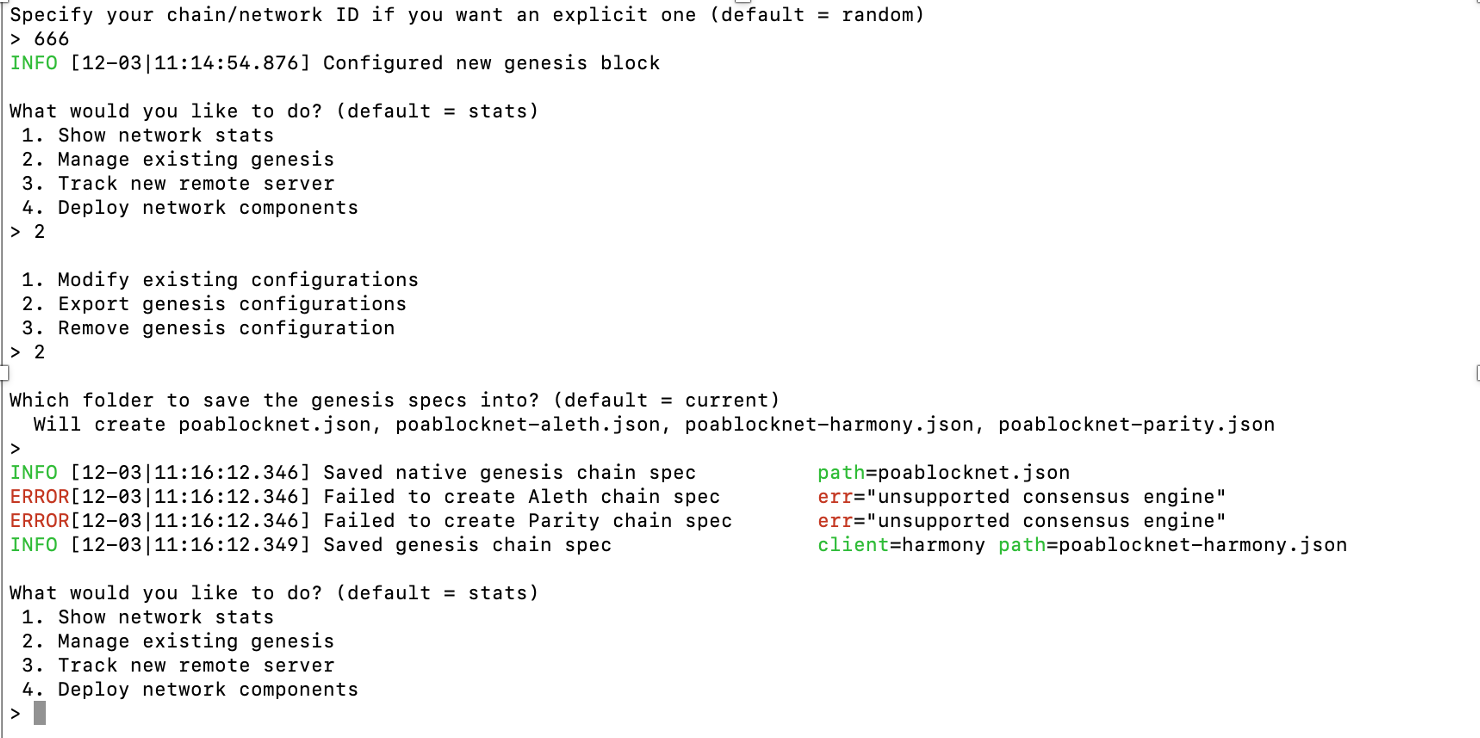 Specify your chain/network ID if you want an explicit one (default = random)
> 666
INFO [12-03|11:14:54.876] Configured new genesis block
What would you like to do? (default = stats)
1. Show network stats
2. Manage existing genesis
3. Track new remote server
4. Deploy network components
> 2
1. Modify existing configurations
2. Export genesis configurations
3. Remove genesis configuration
> 2
Which folder to save the genesis specs into? (default = current)
Will create poablocknet.json, poablocknet-aleth.json, poablocknet-harmony.json, poablocknet-parity.json
>
INFO [12-03|11:16:12.346] Saved native genesis chain spec path=poablocknet.json
ERROR[12-03|11:16:12.346] Failed to create Aleth chain spec err="unsupported consensus engine"
ERROR[12-03|11:16:12.346] Failed to create Parity chain spec err="unsupported consensus engine"
INFO [12-03|11:16:12.349] Saved genesis chain spec client=harmony path=poablocknet-harmony.json
What would you like to do? (default = stats)
1. Show network stats
2. Manage existing genesis
3. Track new remote server
4. Deploy network components
>